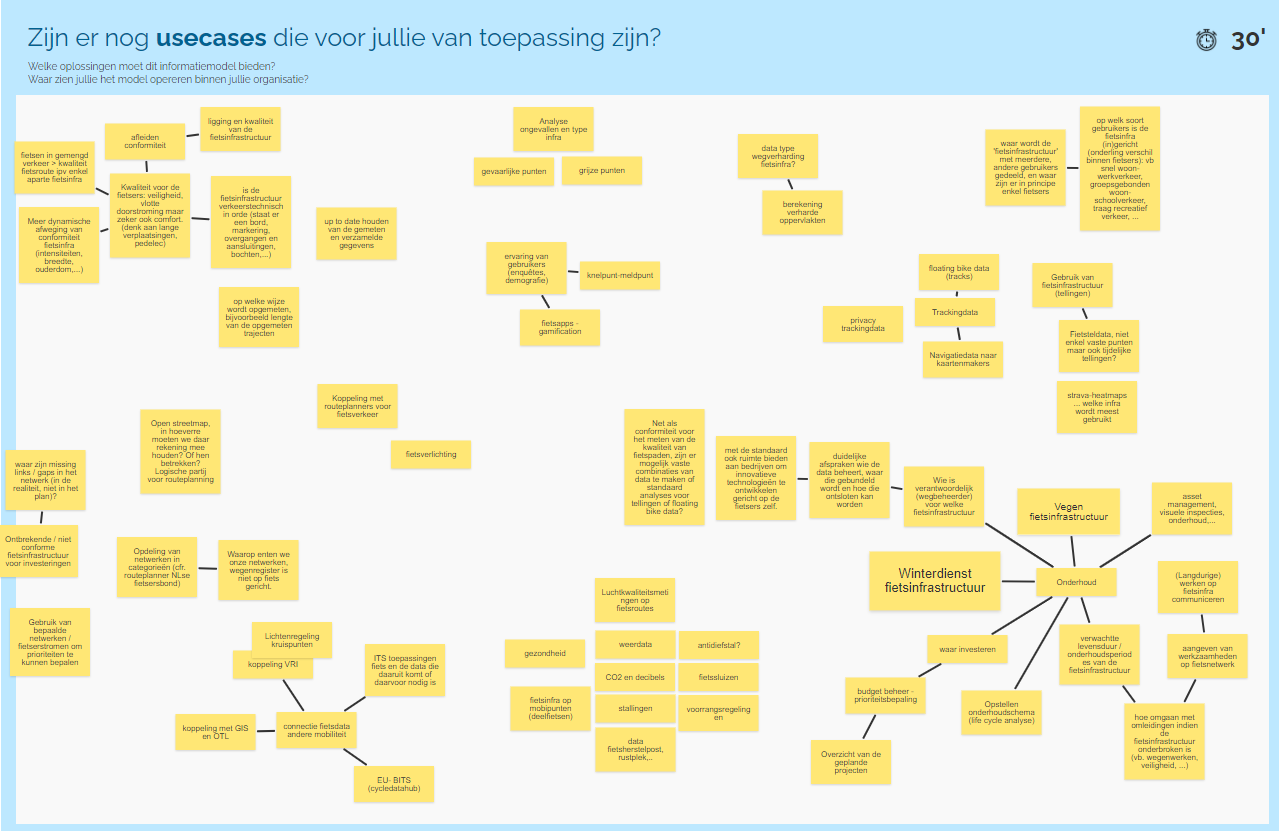 Zijn er nog usecases die voor jullie van toepassing zijn?
30'
Welke oplossingen moet dit informatiemodel bieden?
Waar zien jullie het model opereren binnen jullie organisatie?
afleiden
conformiteit
ligging en kwaliteit
van de
fietsinfrastructuur
fietsen in gemengd
verkeer > kwaliteit
fietsroute ipv enkel
aparte fietsinfra
Kwaliteit voor de
fietsers: veiligheid,
vlotte
doorstroming maar
zeker ook comfort.
(denk aan lange
verplaatsingen,
pedelec)
is de
fietsinfrastructuur
verkeerstechnisch
in orde (staat er
een bord,
markering,
overgangen en
aansluitingen,
bochten,...)
Meer dynamische
afweging van
conformiteit
fietsinfra
(intensiteiten,
breedte,
ouderdom,...)
up to date houden
van de gemeten
en verzamelde
gegevens
op welke wijze
wordt opgemeten,
bijvoorbeeld lengte
van de opgemeten
trajecten
Analyse
ongevallen en type
infra
gevaarlijke punten
grijze punten
ervaring van
gebruikers
(enquêtes,
demografie)
knelpunt-meldpunt
fietsapps -
gamification
data type
wegverharding
fietsinfra?
berekening
verharde
oppervlakten
waar wordt de
'fietsinfrastructuur'
met meerdere,
andere gebruikers
gedeeld, en waar
zijn er in principe
enkel fietsers
op welk soort
gebruikers is de
fietsinfra
(in)gericht
(onderling verschil
binnen fietsers): vb
snel woon-
werkverkeer,
groepsgebonden
woon-
schoolverkeer,
traag recreatief
verkeer, ...
floating bike data
(tracks)
Trackingdata
privacy
trackingdata
Navigatiedata naar
kaartenmakers
Gebruik van
fietsinfrastructuur
(tellingen)
Fietsteldata, niet
enkel vaste punten
maar ook tijdelijke
tellingen?
strava-heatmaps
... welke infra
wordt meest
gebruikt
Koppeling met
routeplanners voor
fietsverkeer
fietsverlichting
Open streetmap,
in hoeverre
moeten we daar
rekening mee
houden? Of hen
betrekken?
Logische partij
voor routeplanning
waar zijn missing
links / gaps in het
netwerk (in de
realiteit, niet in het
plan)?
Ontbrekende / niet
conforme
fietsinfrastructuur
voor investeringen
Opdeling van
netwerken in
categorieën (cfr.
routeplanner NLse
fietsersbond)
Waarop enten we
onze netwerken,
wegenregister is
niet op fiets
gericht.
Gebruik van
bepaalde
netwerken /
fietserstromen om
prioriteiten te
kunnen bepalen
Lichtenregeling
kruispunten
koppeling VRI
ITS toepassingen
fiets en de data die
daaruit komt of
daarvoor nodig is
koppeling met GIS
en OTL
connectie fietsdata
andere mobiliteit
EU- BITS
(cycledatahub)
Net als
conformiteit voor
het meten van de
kwaliteit van
fietspaden, zijn er
mogelijk vaste
combinaties van
data te maken of
standaard
analyses voor
tellingen of floating
bike data?
met de standaard
ook ruimte bieden
aan bedrijven om
innovatieve
technologieën te
ontwikkelen
gericht op de
fietsers zelf.
duidelijke
afspraken wie de
data beheert, waar
die gebundeld
wordt en hoe die
ontsloten kan
worden
Wie is
verantwoordelijk
(wegbeheerder)
voor welke
fietsinfrastructuur
Vegen
fietsinfrastructuur
asset
management,
visuele inspecties,
onderhoud,...
Winterdienst
fietsinfrastructuur
Onderhoud
(Langdurige)
werken op
fietsinfra
communiceren
waar investeren
verwachte
levensduur /
onderhoudsperiod
es van de
fietsinfrastructuur
aangeven van
werkzaamheden
op fietsnetwerk
budget beheer -
prioriteitsbepaling
Opstellen
onderhoudschema
(life cycle analyse)
hoe omgaan met
omleidingen indien
de
fietsinfrastructuur
onderbroken is
(vb. wegenwerken,
veiligheid, ...)
Overzicht van de
geplande
projecten
Luchtkwaliteitsmeti
ngen op
fietsroutes
gezondheid
weerdata
antidiefstal?
CO2 en decibels
fietssluizen
fietsinfra op
mobipunten
(deelfietsen)
stallingen
voorrangsregeling
en
data
fietsherstelpost,
rustplek,..